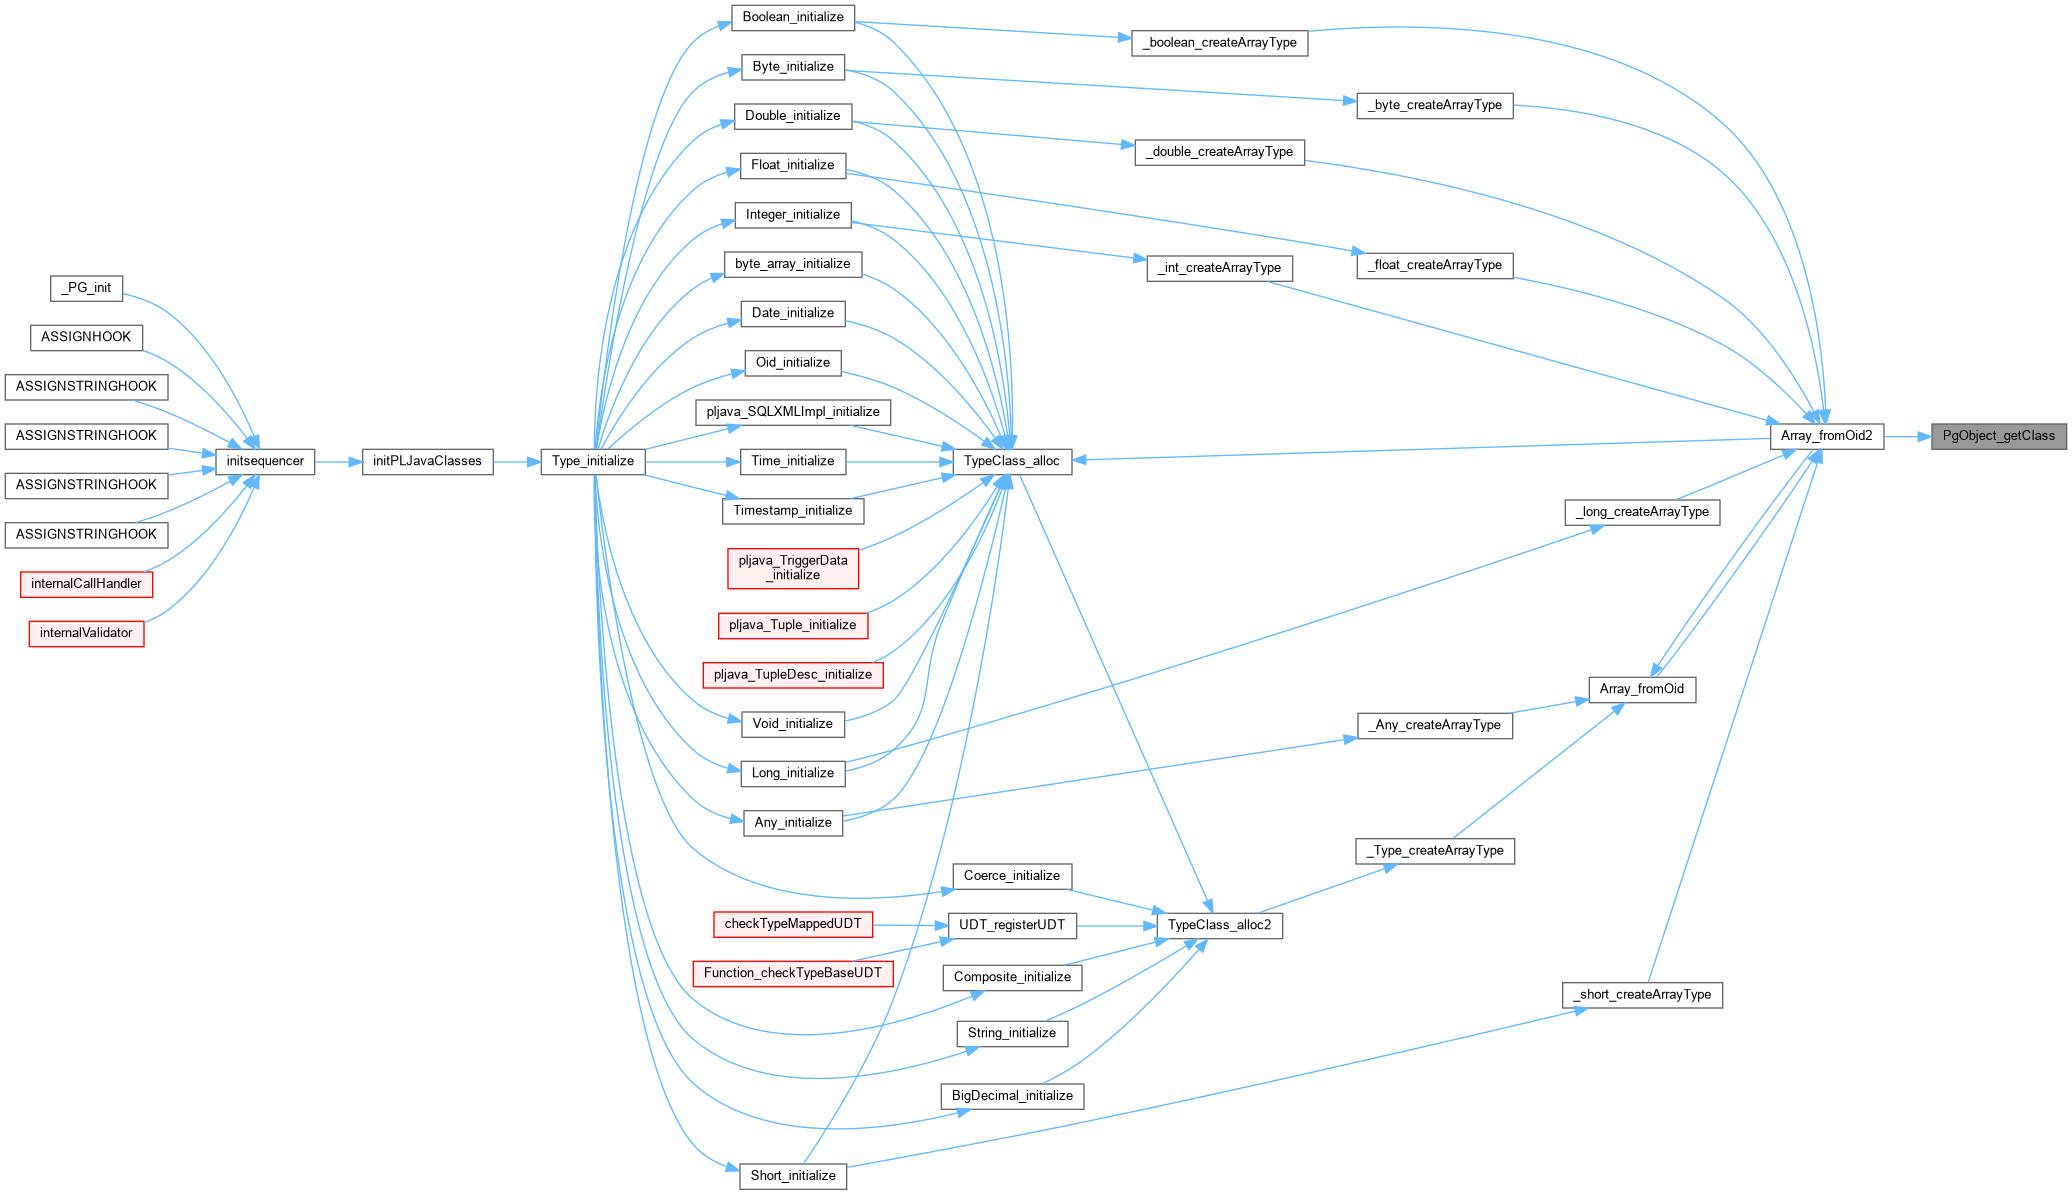 _PG_init
ASSIGNHOOK
ASSIGNSTRINGHOOK
ASSIGNSTRINGHOOK
ASSIGNSTRINGHOOK
ASSIGNSTRINGHOOK
internalCallHandler
internalValidator
initsequencer
initPLJavaClasses
Type_initialize
Boolean_initialize
Byte_initialize
Double_initialize
Float_initialize
Integer_initialize
byte_array_initialize
Date_initialize
Oid_initialize
pljava_SQLXMLImpl_initialize
Time_initialize
Timestamp_initialize
pljava_TriggerData
_initialize
pljava_Tuple_initialize
pljava_TupleDesc_initialize
Void_initialize
Long_initialize
Any_initialize
checkTypeMappedUDT
Function_checkTypeBaseUDT
Short_initialize
TypeClass_alloc
Coerce_initialize
UDT_registerUDT
Composite_initialize
String_initialize
BigDecimal_initialize
_boolean_createArrayType
_double_createArrayType
_int_createArrayType
TypeClass_alloc2
_byte_createArrayType
_float_createArrayType
_Any_createArrayType
_Type_createArrayType
_long_createArrayType
Array_fromOid
_short_createArrayType
Array_fromOid2
PgObject_getClass